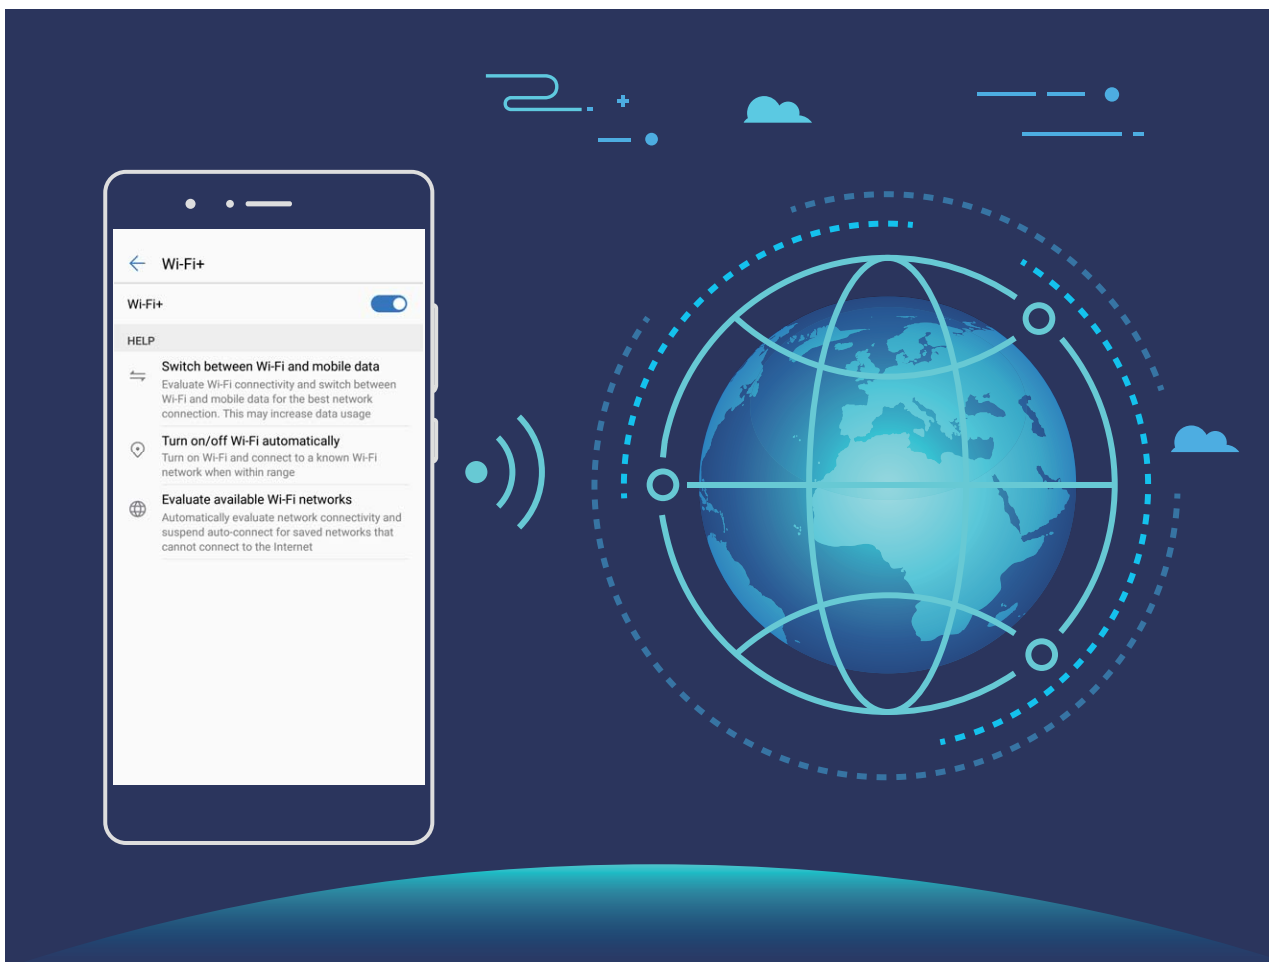 Wi-Fi+
Wi-Fi+
HELP
Switch between Wi-Fi and mobile data
Evaluate Wi-Fi connectivity and switch between
Wi-Fi and mobile data for the best network
connection. This may increase data usage
Turn on/off Wi-Fi automatically
Turn on Wi-Fi and connect to a known Wi-Fi
network when within range
Evaluate available Wi-Fi networks
Automatically evaluate network connectivity and
suspend auto-connect for saved networks that
cannot connect to the Internet